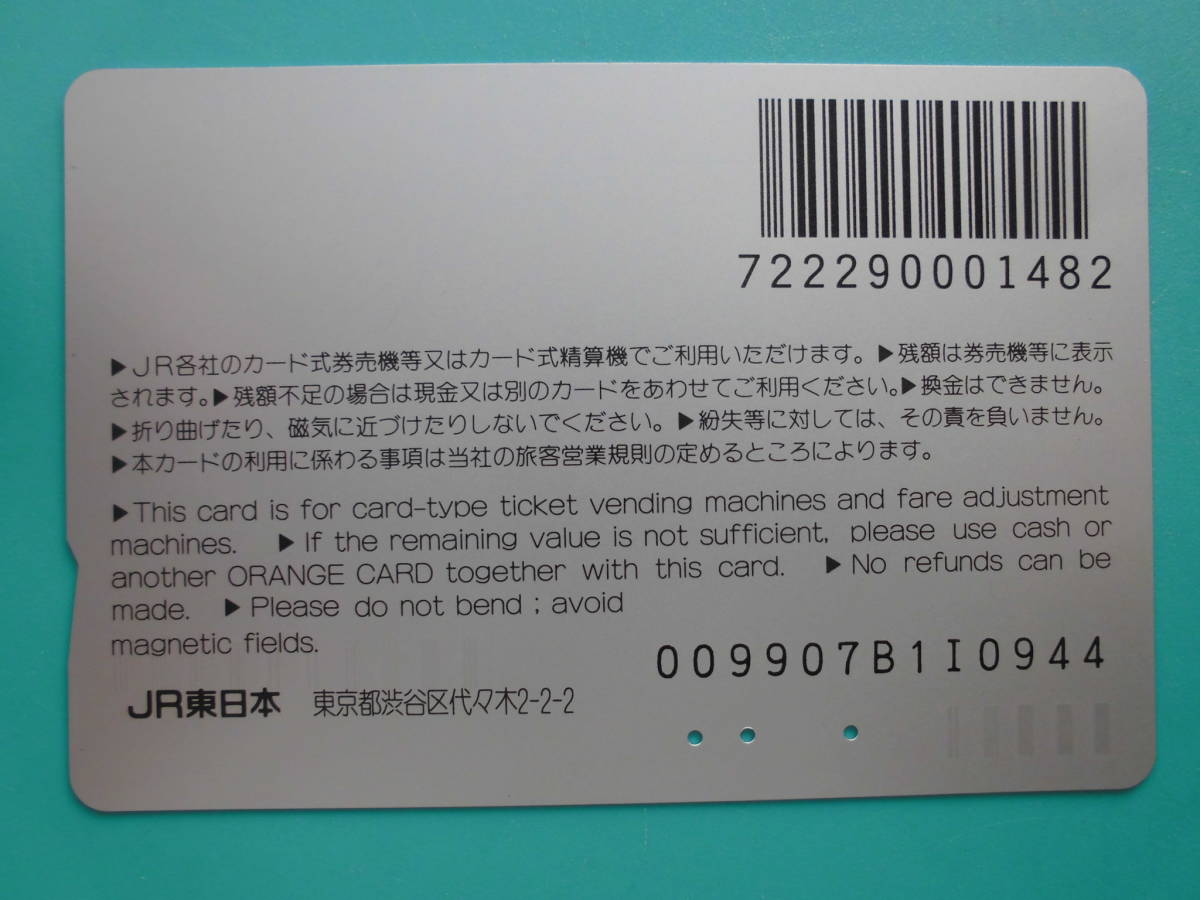 722290001482
▶JR各社のカード式券売機等又はカード式精算機でご利用いただけます。▶残額は券売機等に表示
されます。▶残額不足の場合は現金又は別のカードをあわせてご利用ください。▶換金はできません。
▶折り曲げたり、磁気に近づけたりしないでください。▶紛失等に対しては、その責を負いません。
▶本カードの利用に係わる事項は当社の旅客営業規則の定めるところによります。
▶This card is for card-type ticket vending machines and fare adjustment
machines. ▶If the remaining value is not sufficient, please use cash or
another ORANGE CARD together with this card. ▶No refunds can be
made. ▶Please do not bend ; avoid
magnetic fields.
009907B1I0944
JR東日本 東京都渋谷区代々木2-2-2